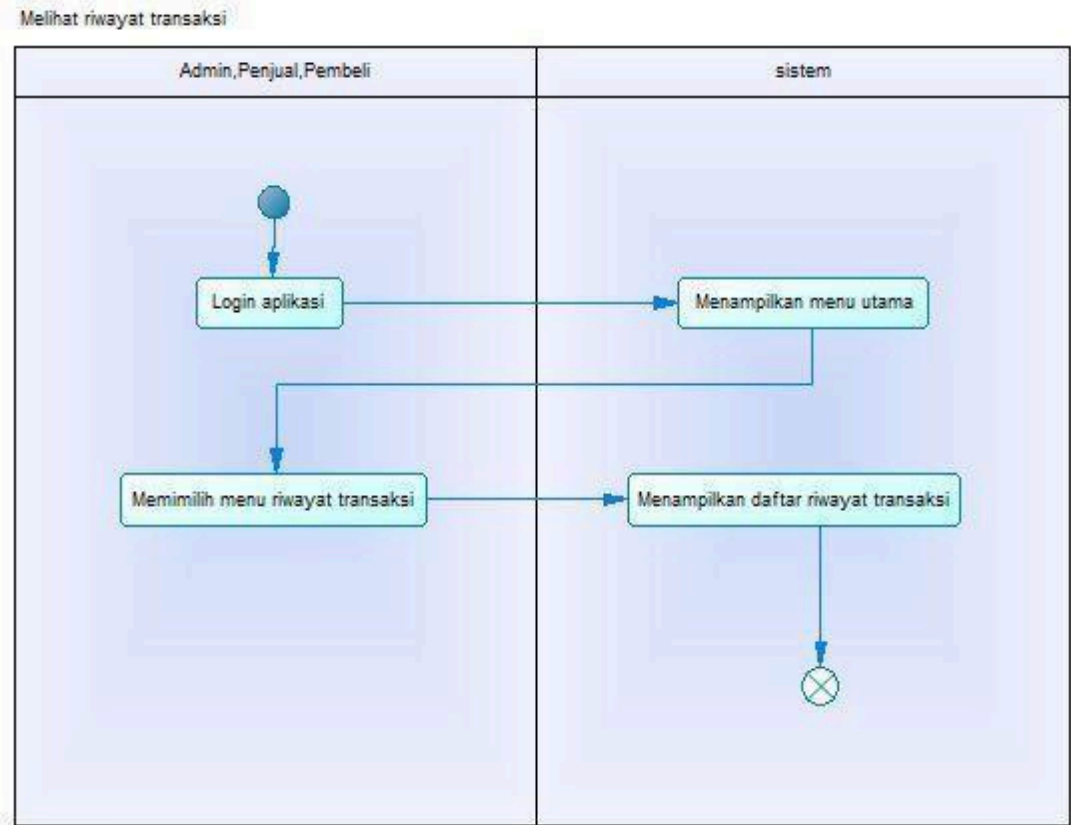 Melihat riwayat transaksi
Admin,Penjual,Pembeli
sistem
Login aplikasi
Menampilkan menu utama
Memimilih menu riwayat transaksi
Menampilkan daftar riwayat transaksi